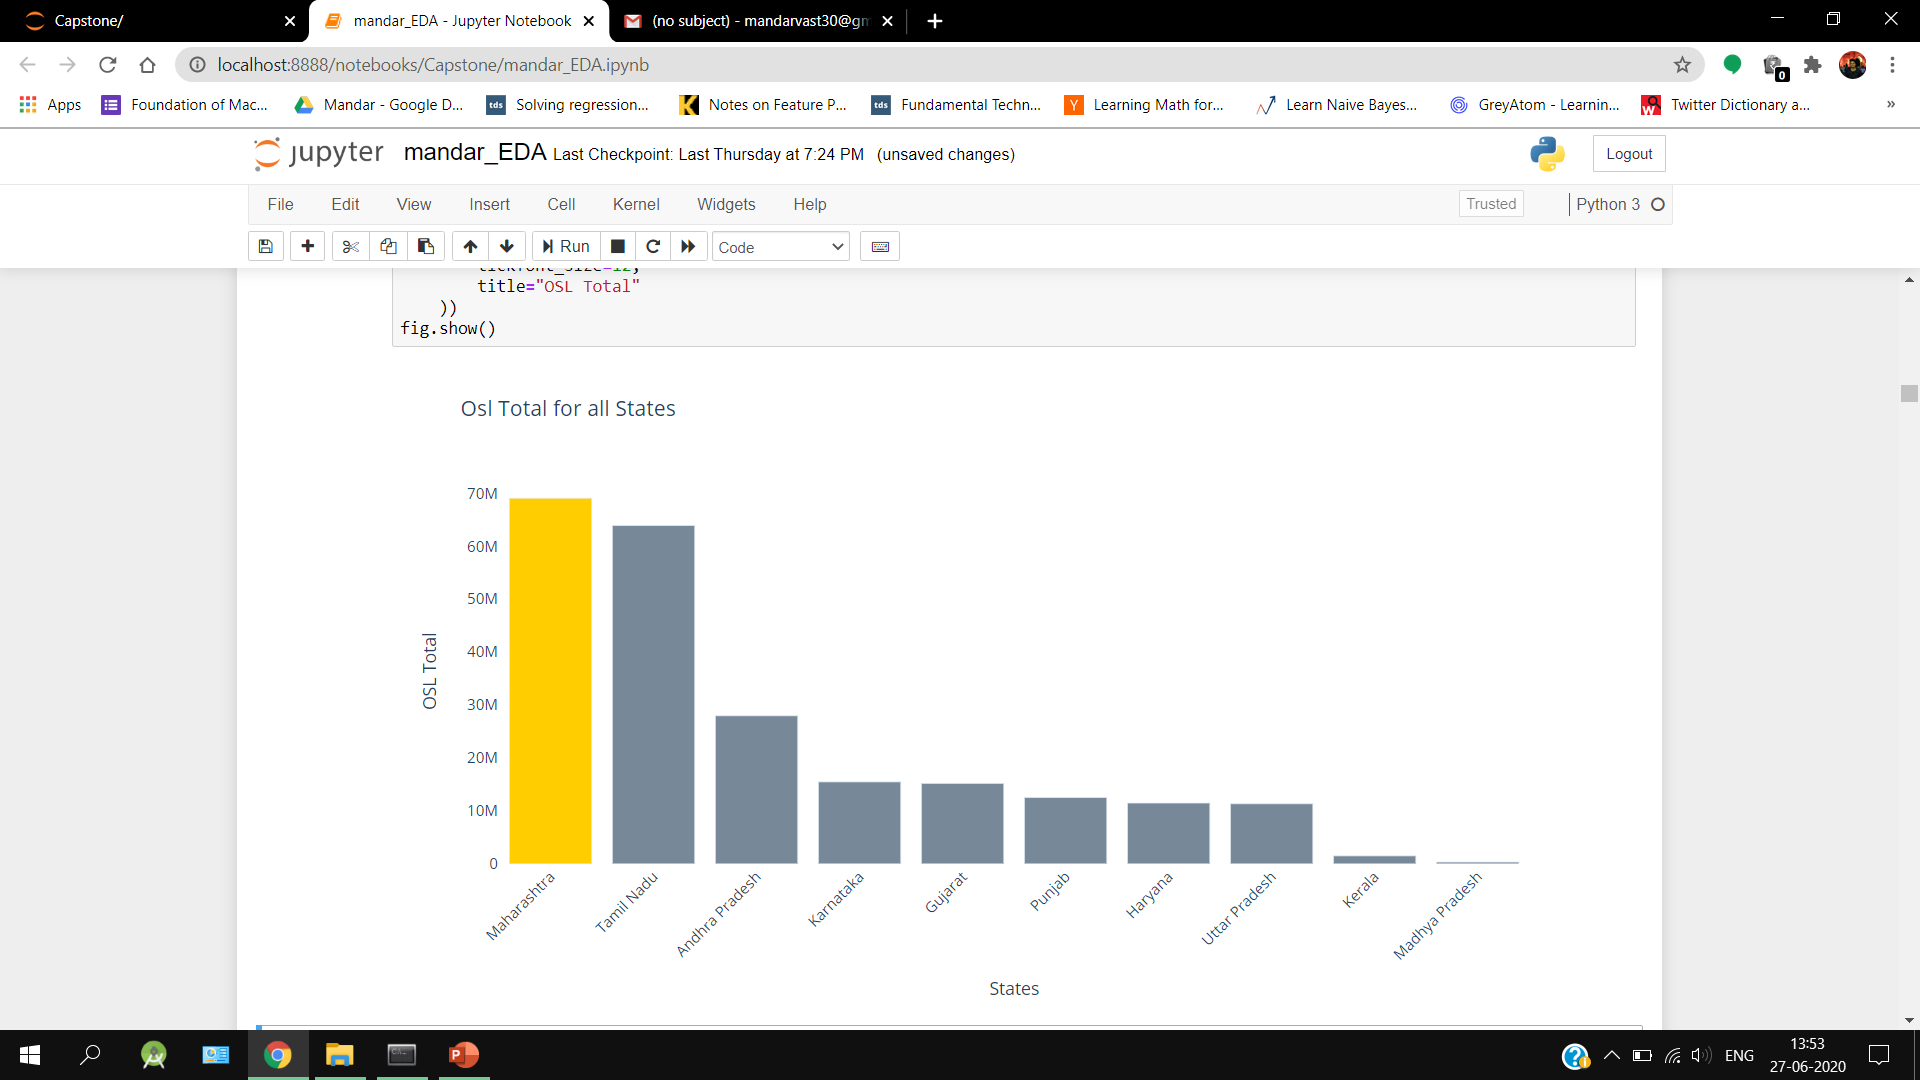 Capstone/
mandar_EDA - Jupyter Notebook
(no subject) - mandarvast30@gm
localhost:8888/notebooks/Capstone/mandar_EDA.ipynb
0
Apps
Foundation of Mac...
Mandar - Google D...
tds
Solving regression...
K
Notes on Feature P...
tds
Fundamental Techn...
Y
Learning Math for...
Learn Naive Bayes...
GreyAtom - Learnin...
W
Twitter Dictionary a...
»
jupyter
mandar_EDA Last Checkpoint: Last Thursday at 7:24 PM (unsaved changes)
Logout
File Edit View Insert Cell Kernel Widgets Help
Trusted
Python 3
Run
Code
tickfont_size=12,
title="OSL Total"
))
fig.show()
Osl Total for all States
70M
60M
50M
40M
30M
20M
10M
0
OSL Total
Maharashtra
Tamil Nadu
Andhra Pradesh
Karnataka
Gujarat
Punjab
Haryana
Uttar Pradesh
Kerala
Madhya Pradesh
States
P
ENG
13:53
27-06-2020